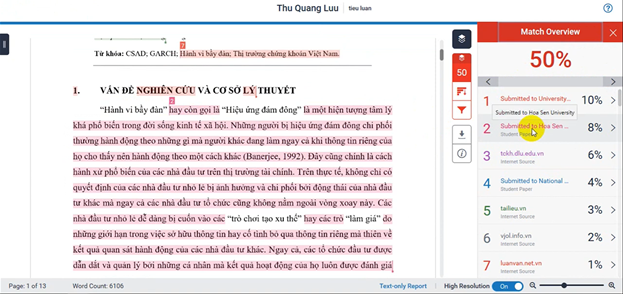 Thu Quang Luu
tieu luan
?
Từ khóa: CSAD; GARCH; Hành vi bầy đàn; Thị trường chứng khoán Việt Nam.
1. VẤN ĐỀ NGHIÊN CỨU VÀ CƠ SỞ LÝ THUYẾT
2
“Hành vi bầy đàn” hay còn gọi là “Hiệu ứng đám đông” là một hiện tượng tâm lý
khá phổ biến trong đời sống kinh tế xã hội. Những người bị hiệu ứng đám đông chi phối
thường hành động theo những gì mà người khác đang làm ngay cả khi thông tin riêng của
họ cho thấy nên hành động theo một cách khác (Banerjee, 1992). Đây cũng chính là cách
hành xử phổ biến của các nhà đầu tư trên thị trường tài chính. Trên thực tế, không chỉ có
quyết định của các nhà đầu tư nhỏ lẻ bị ảnh hưởng và chi phối bởi động thái của nhà đầu
tư khác mà ngay cả các nhà đầu tư tổ chức cũng không nằm ngoài vòng xoay này. Các
nhà đầu tư nhỏ lẻ dễ dàng bị cuốn vào các “trò chơi tạo xu thế” hay các trò “làm giá” do
những giới hạn trong việc sở hữu thông tin hay cố tình bỏ qua thông tin riêng mà thiên về
kết quả quan sát hành động của các nhà đầu tư khác. Ngay cả, các tổ chức đầu tư được
dẫn dắt và quản lý bởi những cá nhân mà kết quả hoạt động của họ luôn được đánh giá
50
Match Overview
50%
1 Submitted to University... 10%
Submitted to Hoa Sen University
2 Submitted to Hoa Sen ... 8%
Student Paper
3 tckh.dlu.edu.vn 6%
Internet Source
4 Submitted to National ... 4%
Student Paper
5 tailieu.vn 3%
Internet Source
6 vjol.info.vn 2%
Internet Source
7 luanvan.net.vn 1%
Internet Source
Page: 1 of 13
Word Count: 6106
Text-only Report
High Resolution
On